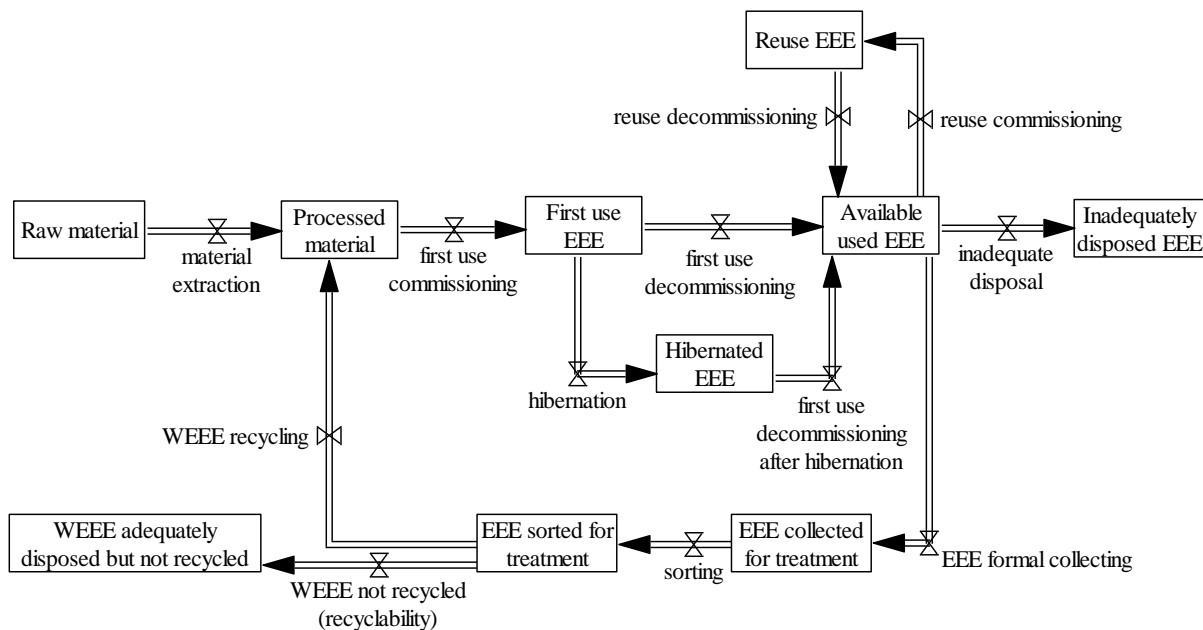 Reuse EEE
reuse decommissioning
reuse commissioning
Raw material
material
extraction
Processed
material
first use
commissioning
First use
EEE
first use
decommissioning
Available
used EEE
inadequate
disposal
Inadequately
disposed EEE
hibernation
Hibernated
EEE
first use
decommissioning
after hibernation
WEEE recycling
WEEE adequately
disposed but not recycled
WEEE not recycled
(recyclability)
EEE sorted for
treatment
sorting
EEE collected
for treatment
EEE formal collecting